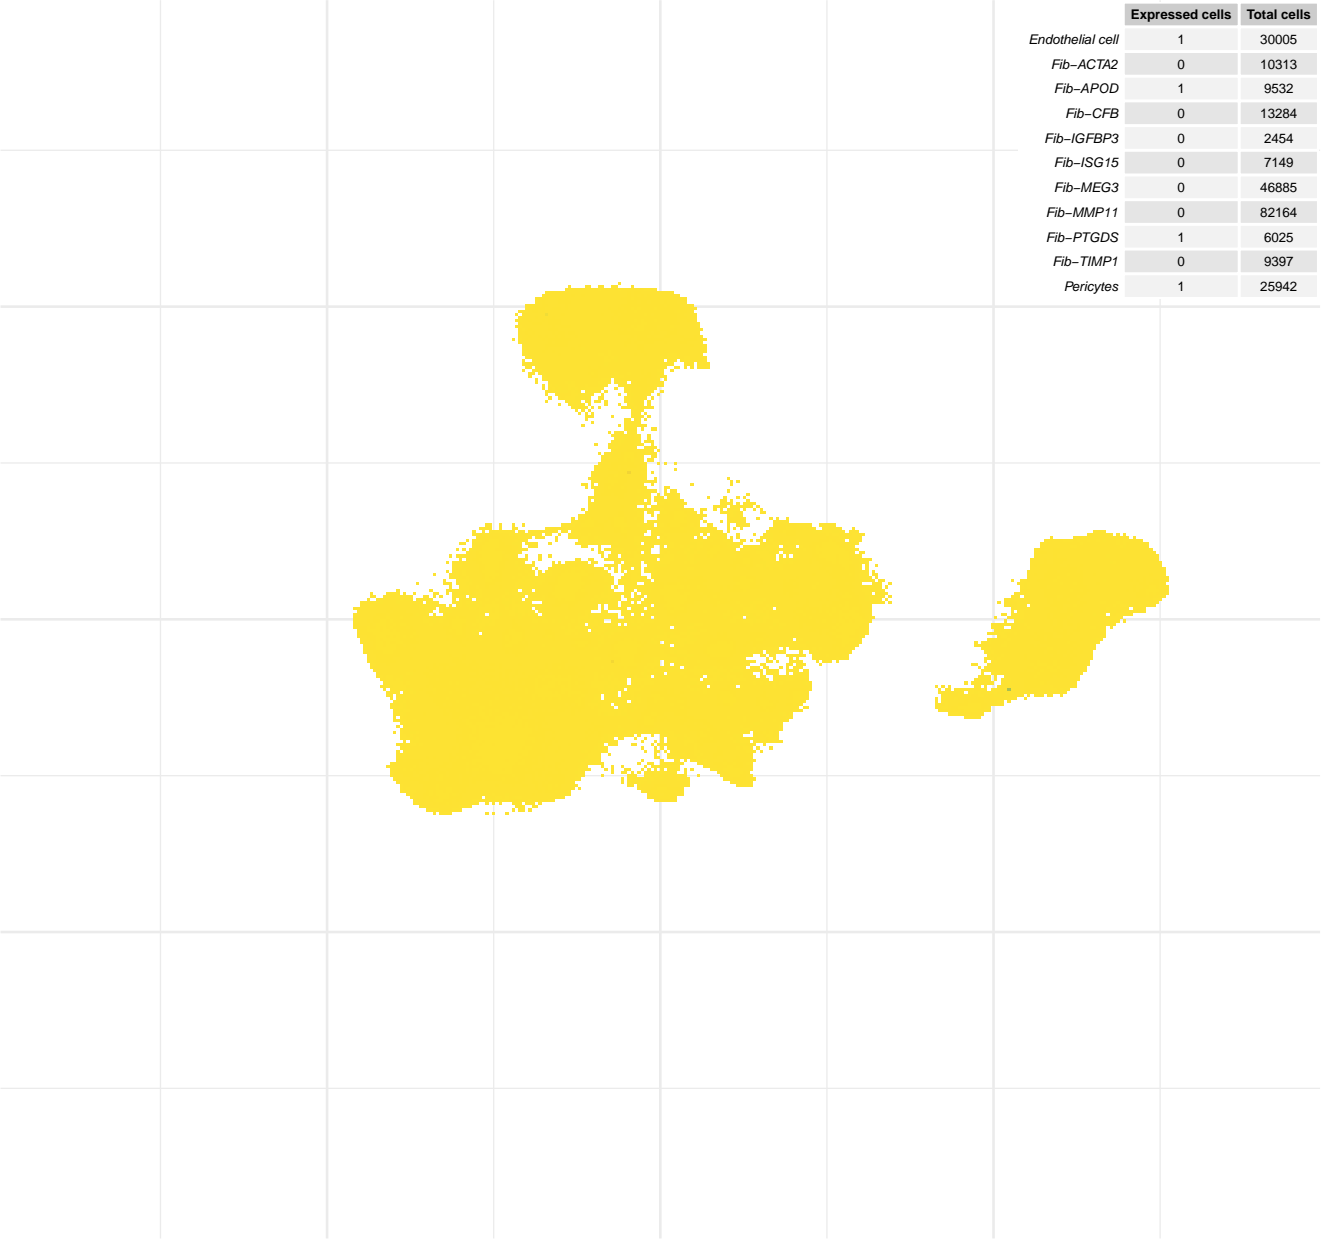 Expressed cells Total cells
Endothelial cell 1 30005
Fib−ACTA2 0 10313
Fib−APOD 1 9532
Fib−CFB 0 13284
Fib−IGFBP3 0 2454
Fib−ISG15 0 7149
Fib−MEG3 0 46885
Fib−MMP11 0 82164
Fib−PTGDS 1 6025
Fib−TIMP1 0 9397
Pericytes 1 25942